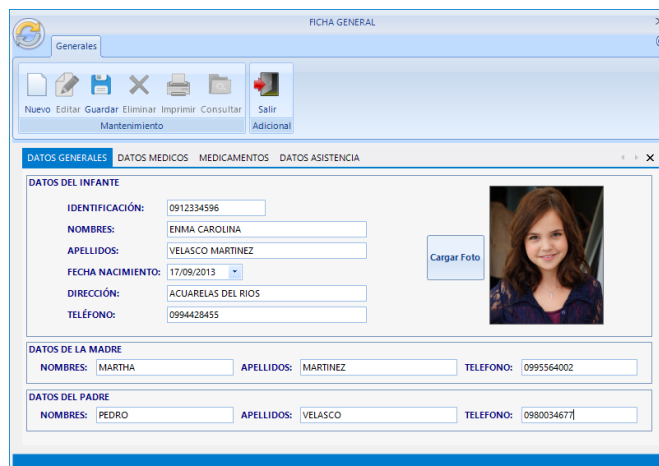 FICHA GENERAL
Generales
Nuevo Editar Guardar Eliminar Imprimir Consultar Salir
Mantenimiento Adicional
DATOS GENERALES DATOS MEDICOS MEDICAMENTOS DATOS ASISTENCIA
DATOS DEL INFANTE
IDENTIFICACIÓN: 0912334596
NOMBRES: ENMA CAROLINA
APELLIDOS: VELASCO MARTINEZ
Cargar Foto
FECHA NACIMIENTO: 17/09/2013
DIRECCIÓN: ACUARELAS DEL RIOS
TELÉFONO: 0994428455
DATOS DE LA MADRE
NOMBRES: MARTHA APELLIDOS: MARTINEZ TELEFONO: 0995564002
DATOS DEL PADRE
NOMBRES: PEDRO APELLIDOS: VELASCO TELEFONO: 0980034677